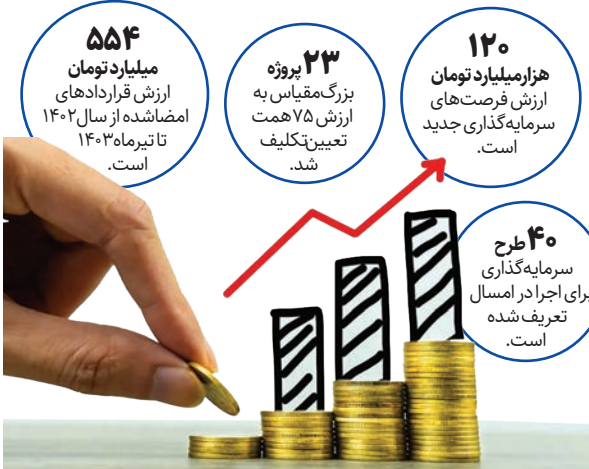 ۱۲۰
هزارمیلیارد تومان
ارزش فرصت‌های
سرمایه‌گذاری جدید
است.
۲۳ پروژه
بزرگ‌مقیاس به
ارزش ۷۵ همت
تعیین‌تکلیف
شد.
۵۵۴
میلیارد تومان
ارزش قراردادهای
امضاشده از سال ۱۴۰۲
تا تیرماه ۱۴۰۳
است.
۴۰ طرح
سرمایه‌گذاری
برای اجرا در امسال
تعریف شده
است.